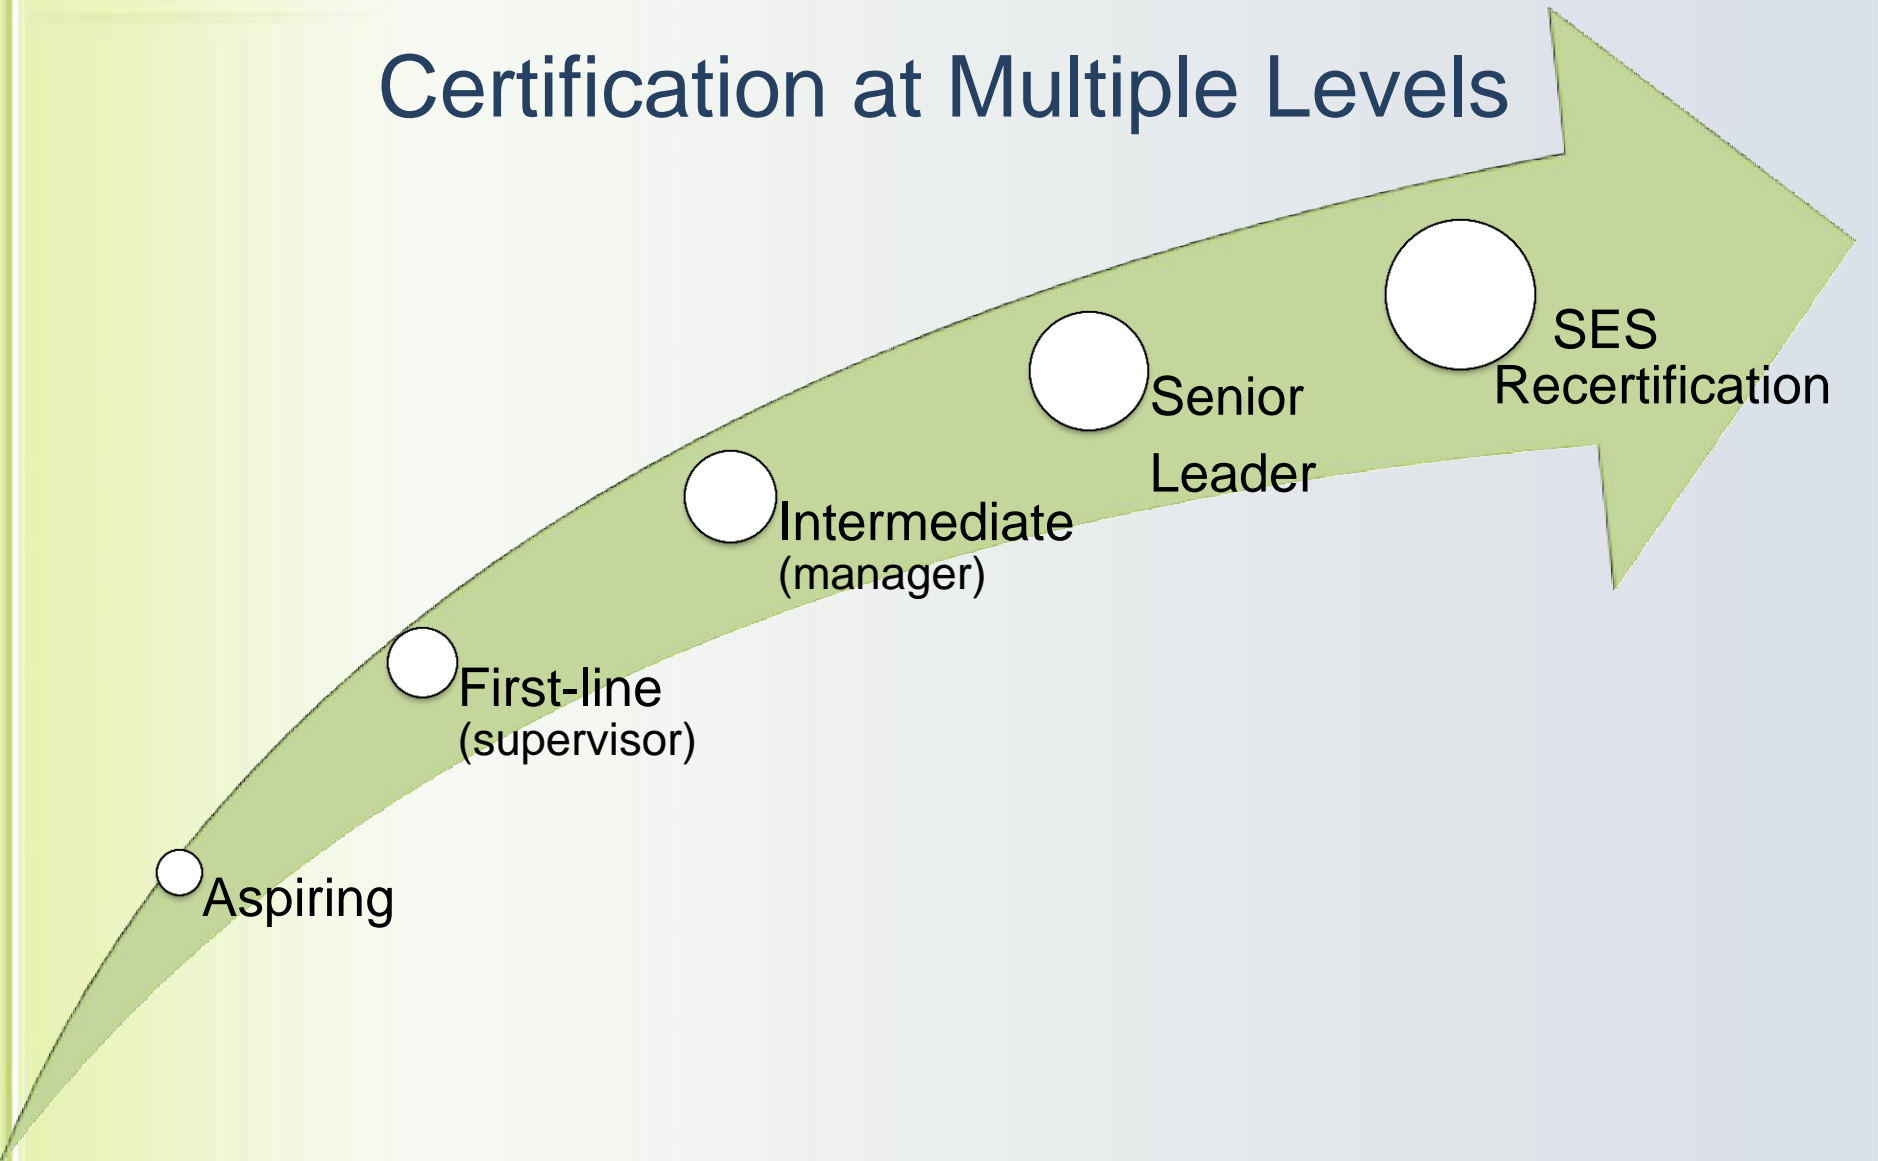 Certification at Multiple Levels
SES
Recertification
Senior
Leader
Intermediate
(manager)
First-line
(supervisor)
Aspiring